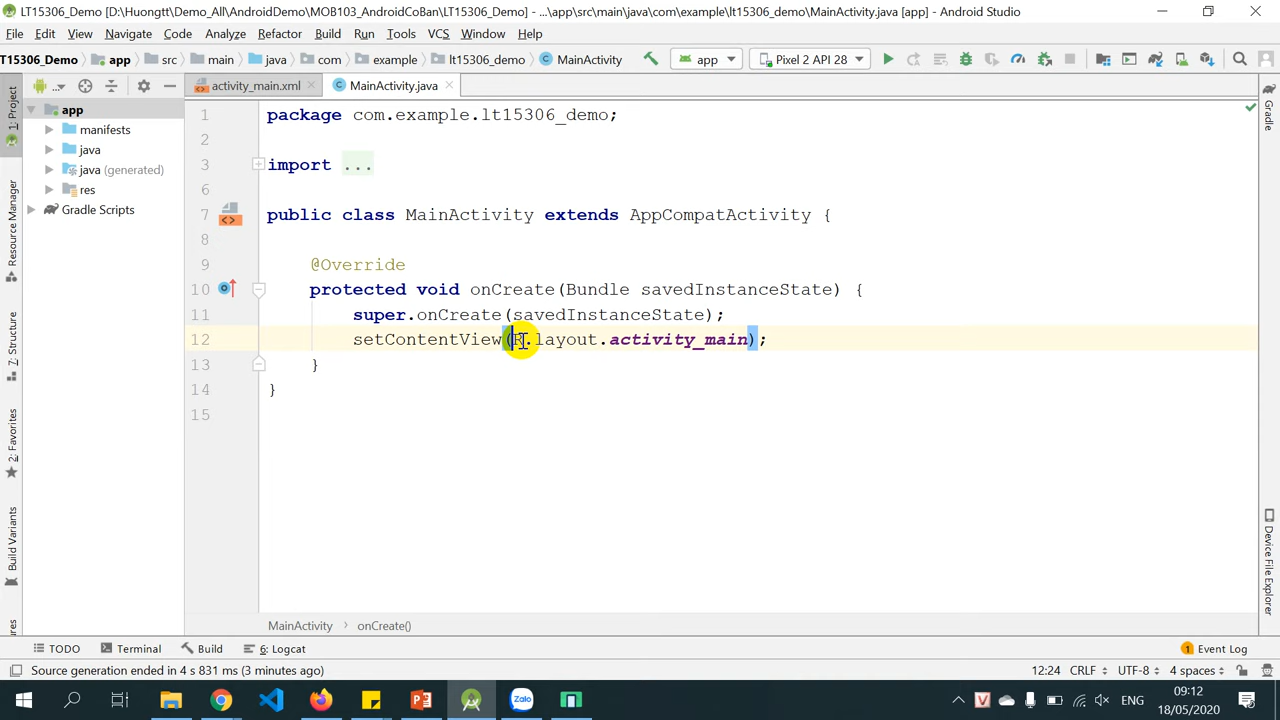 LT15306_Demo [D:\Huongtt\Demo_All\AndroidDemo\MOB103_AndroidCoBan\LT15306_Demo] - ...\app\src\main\java\com\example\lt15306_demo\MainActivity.java [app] - Android Studio
File Edit View Navigate Code Analyze Refactor Build Run Tools VCS Window Help
T15306_Demo app src main java com example lt15306_demo MainActivity app Pixel 2 API 28
1: Project
Resource Manager
7: Structure
2: Favorites
Build Variants
... activity_main.xml MainActivity.java
app
manifests
java
java (generated)
res
Gradle Scripts
1 package com.example.lt15306_demo;
2
3 import ...
6
7 public class MainActivity extends AppCompatActivity {
8
9 @Override
10 protected void onCreate(Bundle savedInstanceState) {
11 super.onCreate(savedInstanceState);
12 setContentView(R.layout.activity_main);
13 }
14 }
15
Gradle
Device File Explorer
MainActivity onCreate()
TODO Terminal Build 6: Logcat 1 Event Log
Source generation ended in 4 s 831 ms (3 minutes ago) 12:24 CRLF UTF-8 4 spaces
Zalo V ENG 09:12
18/05/2020